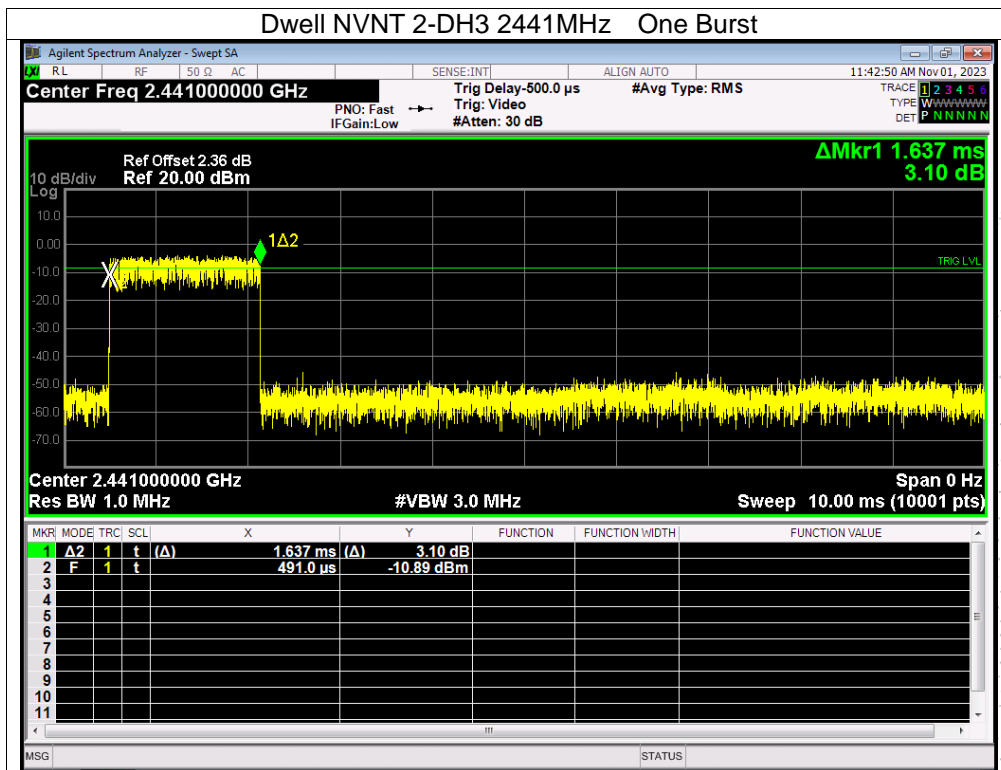 Dwell NVNT 2-DH3 2441MHz One Burst
Agilent Spectrum Analyzer - Swept SA
LXI RL RF 50 Ω AC SENSE:INT ALIGN AUTO 11:42:50 AM Nov 01, 2023
Center Freq 2.441000000 GHz
PNO: Fast
IFGain:Low
Trig Delay-500.0 µs
Trig: Video
#Atten: 30 dB
#Avg Type: RMS
TRACE 1 2 3 4 5 6
TYPE WWWWWW
DET P N N N N N
Ref Offset 2.36 dB
Ref 20.00 dBm
10 dB/div
Log
ΔMkr1 1.637 ms
3.10 dB
10.0
0.00
-10.0
-20.0
-30.0
-40.0
-50.0
-60.0
-70.0
1Δ2
TRIG LVL
Center 2.441000000 GHz Span 0 Hz
Res BW 1.0 MHz #VBW 3.0 MHz Sweep 10.00 ms (10001 pts)
MKR MODE TRC SCL X Y FUNCTION FUNCTION WIDTH FUNCTION VALUE
1 Δ2 1 t (Δ) 1.637 ms (Δ) 3.10 dB
2 F 1 t 491.0 µs -10.89 dBm
3
4
5
6
7
8
9
10
11
MSG STATUS